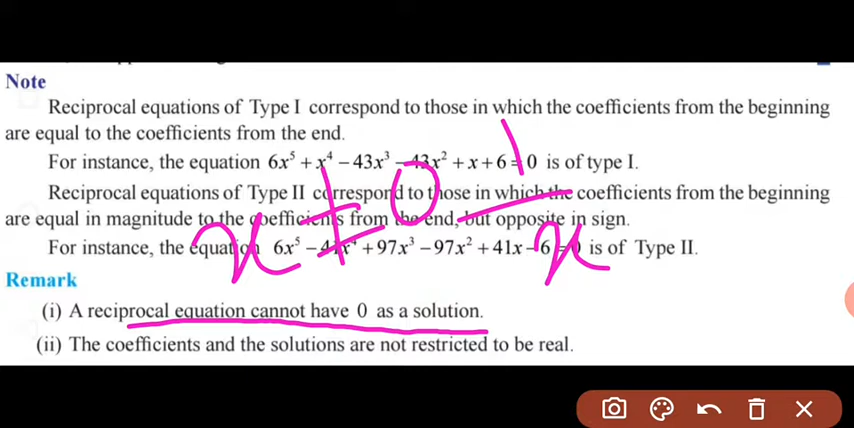 Note
Reciprocal equations of Type I correspond to those in which the coefficients from the beginning
are equal to the coefficients from the end.
For instance, the equation 6x⁵ + x⁴ − 43x³ − 43x² + x + 6 = 0 is of type I.
Reciprocal equations of Type II correspond to those in which the coefficients from the beginning
are equal in magnitude to the coefficients from the end, but opposite in sign.
For instance, the equation 6x⁵ − 41x⁴ + 97x³ − 97x² + 41x − 6 = 0 is of Type II.
x ≠ 0 1/x
Remark
(i) A reciprocal equation cannot have 0 as a solution.
(ii) The coefficients and the solutions are not restricted to be real.